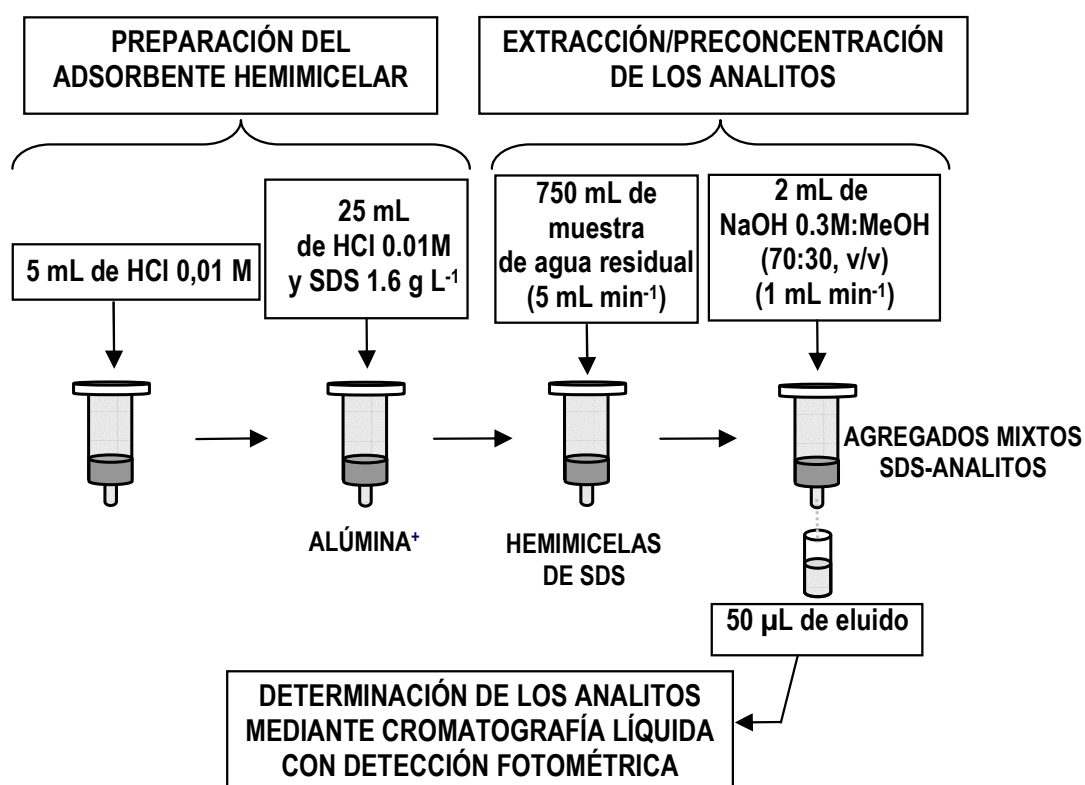 PREPARACIÓN DEL
ADSORBENTE HEMIMICELAR
EXTRACCIÓN/PRECONCENTRACIÓN
DE LOS ANALITOS
5 mL de HCl 0,01 M
25 mL
de HCl 0.01M
y SDS 1.6 g L⁻¹
750 mL de
muestra
de agua residual
(5 mL min⁻¹)
2 mL de
NaOH 0.3M:MeOH
(70:30, v/v)
(1 mL min⁻¹)
ALÚMINA⁺
HEMIMICELAS
DE SDS
AGREGADOS MIXTOS
SDS-ANALITOS
50 µL de eluido
DETERMINACIÓN DE LOS ANALITOS
MEDIANTE CROMATOGRAFÍA LÍQUIDA
CON DETECCIÓN FOTOMÉTRICA